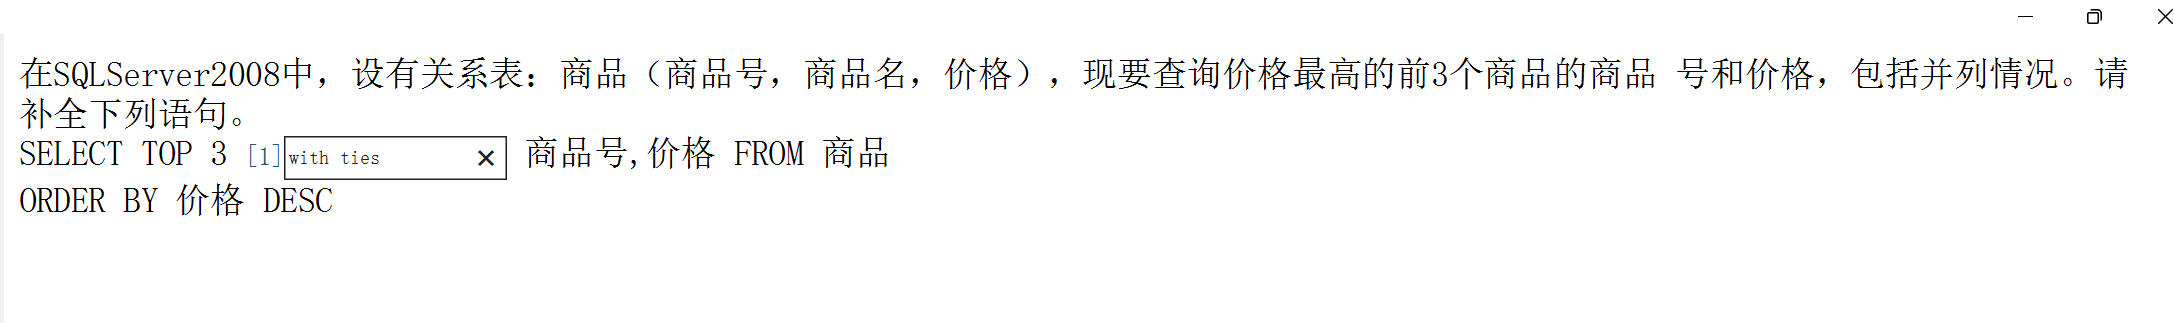 在SQLServer2008中，设有关系表：商品（商品号，商品名，价格），现要查询价格最高的前3个商品的商品 号和价格，包括并列情况。请
补全下列语句。
SELECT TOP 3 [1] with ties 商品号,价格 FROM 商品
ORDER BY 价格 DESC